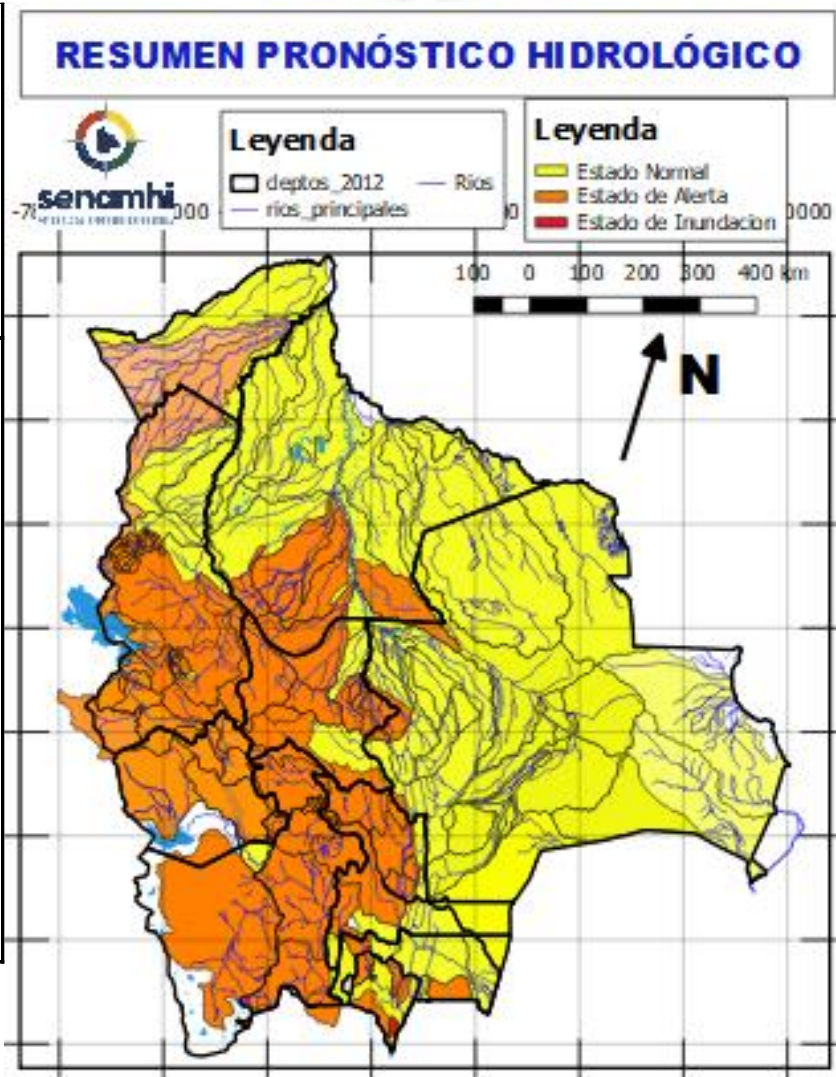 RESUMEN PRONÓSTICO HIDROLÓGICO
senamhi
Leyenda
deptos_2012
Rios
rios_principales
Leyenda
Estado Normal
Estado de Alerta
Estado de Inundacion
100 0 100 200 300 400 km
N